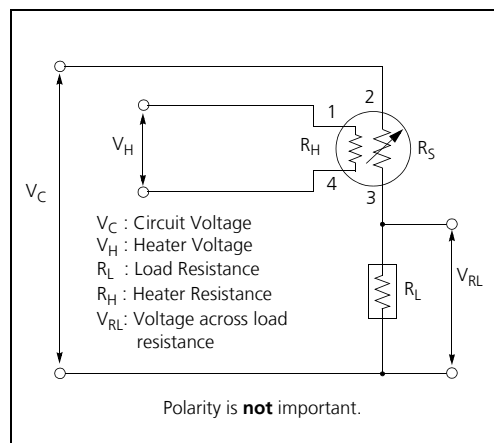 1
2
V_H
R_H
R_S
4
3
V_C
V_C : Circuit Voltage
V_H : Heater Voltage
R_L : Load Resistance
R_H : Heater Resistance
V_RL: Voltage across load
resistance
R_L
V_RL
Polarity is not important.